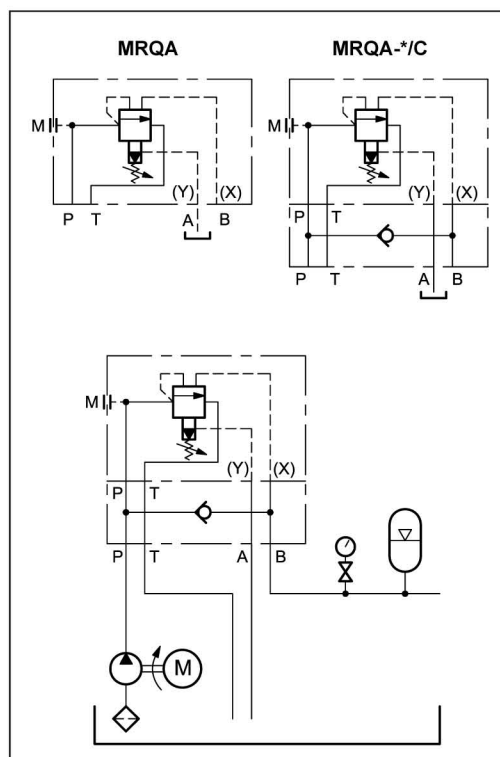 MRQA
MRQA-*/C
M
(Y) (X)
P T A B
M
(Y) (X)
P T
P T A B
M
(Y) (X)
P T
P T A B
M